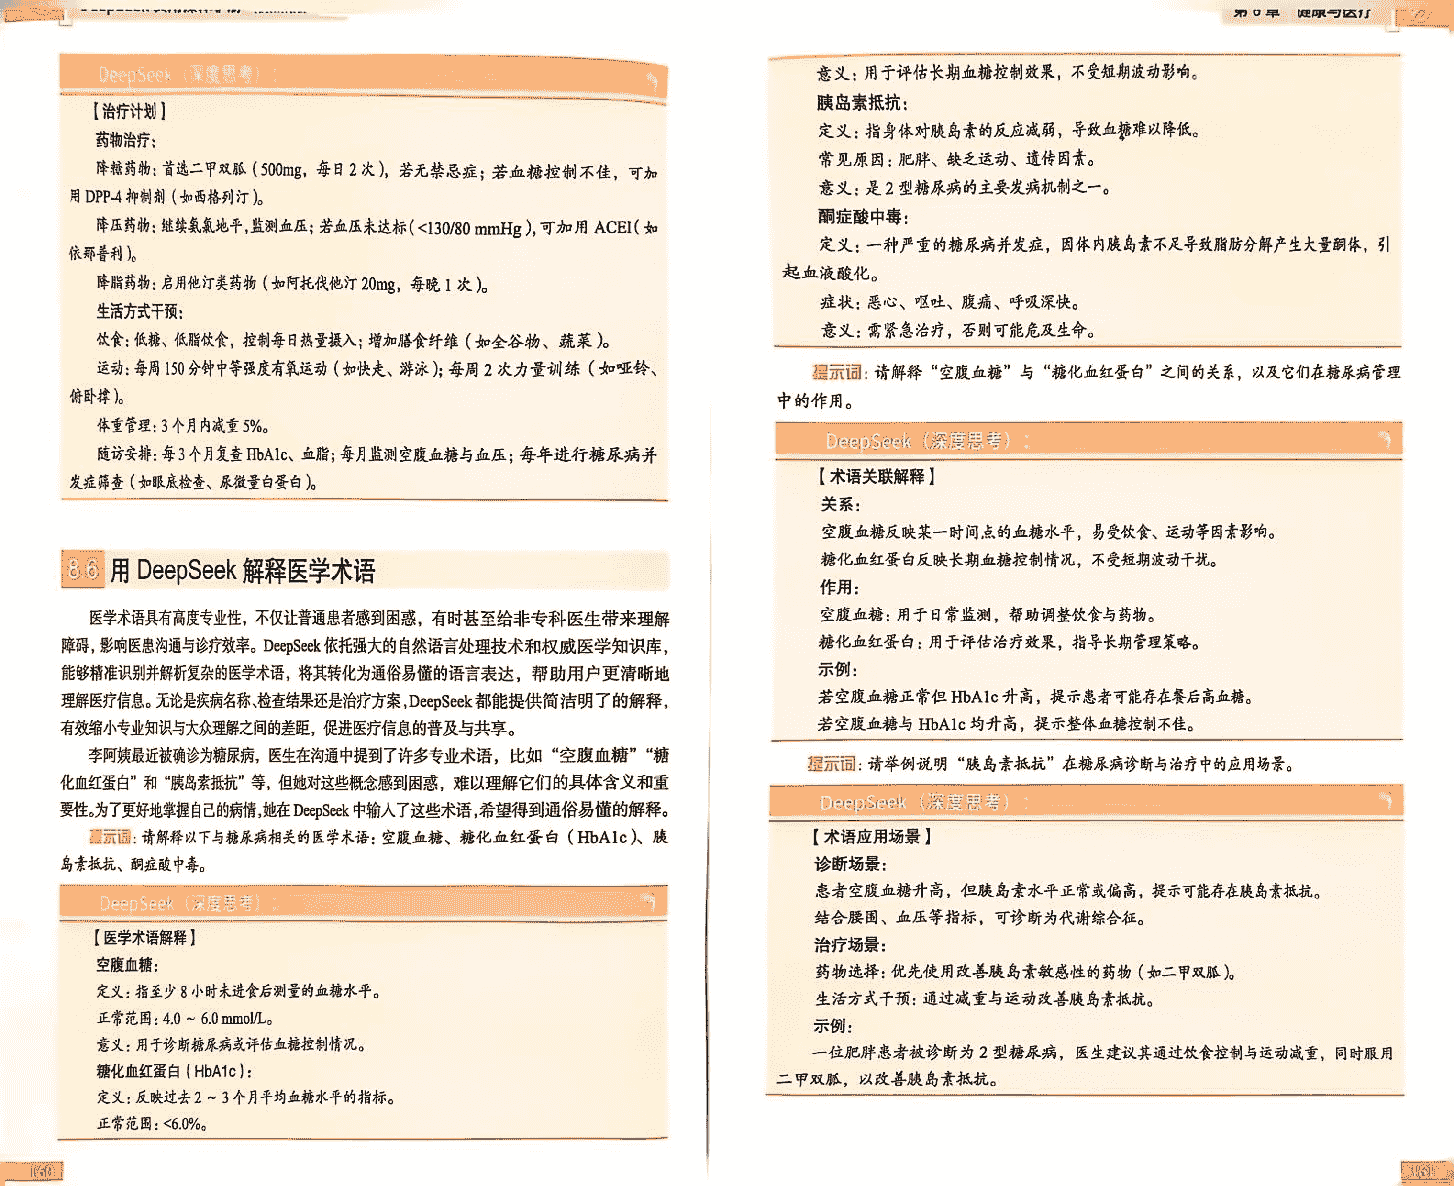 第8章 健康与医疗
DeepSeek（深度思考）：
【治疗计划】
药物治疗：
降糖药物：首选二甲双胍（500mg，每日2次），若无禁忌症；若血糖控制不佳，可加
用 DPP-4 抑制剂（如西格列汀）。
降压药物：继续氨氯地平，监测血压；若血压未达标（<130/80 mmHg），可加用 ACEI（如
依那普利）。
降脂药物：启用他汀类药物（如阿托伐他汀 20mg，每晚1次）。
生活方式干预：
饮食：低糖、低脂饮食，控制每日热量摄入；增加膳食纤维（如全谷物、蔬菜）。
运动：每周150分钟中等强度有氧运动（如快走、游泳）；每周2次力量训练（如哑铃、
俯卧撑）。
体重管理：3个月内减重5%。
随访安排：每3个月复查HbA1c、血脂；每月监测空腹血糖与血压；每年进行糖尿病并
发症筛查（如眼底检查、尿微量白蛋白）。
8.6 用 DeepSeek 解释医学术语
医学术语具有高度专业性，不仅让普通患者感到困惑，有时甚至给非专科医生带来理解
障碍，影响医患沟通与诊疗效率。DeepSeek 依托强大的自然语言处理技术和权威医学知识库，
能够精准识别并解析复杂的医学术语，将其转化为通俗易懂的语言表达，帮助用户更清晰地
理解医疗信息。无论是疾病名称、检查结果还是治疗方案，DeepSeek 都能提供简洁明了的解释，
有效缩小专业知识与大众理解之间的差距，促进医疗信息的普及与共享。
李阿姨最近被确诊为糖尿病，医生在沟通中提到了许多专业术语，比如“空腹血糖”“糖
化血红蛋白”和“胰岛素抵抗”等，但她对这些概念感到困惑，难以理解它们的具体含义和重
要性。为了更好地掌握自己的病情，她在 DeepSeek 中输入了这些术语，希望得到通俗易懂的解释。
提示词：请解释以下与糖尿病相关的医学术语：空腹血糖、糖化血红蛋白（HbA1c）、胰
岛素抵抗、酮症酸中毒。
DeepSeek（深度思考）：
【医学术语解释】
空腹血糖：
定义：指至少8小时未进食后测量的血糖水平。
正常范围：4.0 ~ 6.0 mmol/L。
意义：用于诊断糖尿病或评估血糖控制情况。
糖化血红蛋白（HbA1c）：
定义：反映过去2 ~ 3个月平均血糖水平的指标。
正常范围：<6.0%。
意义：用于评估长期血糖控制效果，不受短期波动影响。
胰岛素抵抗：
定义：指身体对胰岛素的反应减弱，导致血糖难以降低。
常见原因：肥胖、缺乏运动、遗传因素。
意义：是2型糖尿病的主要发病机制之一。
酮症酸中毒：
定义：一种严重的糖尿病并发症，因体内胰岛素不足导致脂肪分解产生大量酮体，引
起血液酸化。
症状：恶心、呕吐、腹痛、呼吸深快。
意义：需紧急治疗，否则可能危及生命。
提示词：请解释“空腹血糖”与“糖化血红蛋白”之间的关系，以及它们在糖尿病管理
中的作用。
DeepSeek（深度思考）：
【术语关联解释】
关系：
空腹血糖反映某一时间点的血糖水平，易受饮食、运动等因素影响。
糖化血红蛋白反映长期血糖控制情况，不受短期波动干扰。
作用：
空腹血糖：用于日常监测，帮助调整饮食与药物。
糖化血红蛋白：用于评估治疗效果，指导长期管理策略。
示例：
若空腹血糖正常但 HbA1c 升高，提示患者可能存在餐后高血糖。
若空腹血糖与 HbA1c 均升高，提示整体血糖控制不佳。
提示词：请举例说明“胰岛素抵抗”在糖尿病诊断与治疗中的应用场景。
DeepSeek（深度思考）：
【术语应用场景】
诊断场景：
患者空腹血糖升高，但胰岛素水平正常或偏高，提示可能存在胰岛素抵抗。
结合腰围、血压等指标，可诊断为代谢综合征。
治疗场景：
药物选择：优先使用改善胰岛素敏感性的药物（如二甲双胍）。
生活方式干预：通过减重与运动改善胰岛素抵抗。
示例：
一位肥胖患者被诊断为2型糖尿病，医生建议其通过饮食控制与运动减重，同时服用
二甲双胍，以改善胰岛素抵抗。